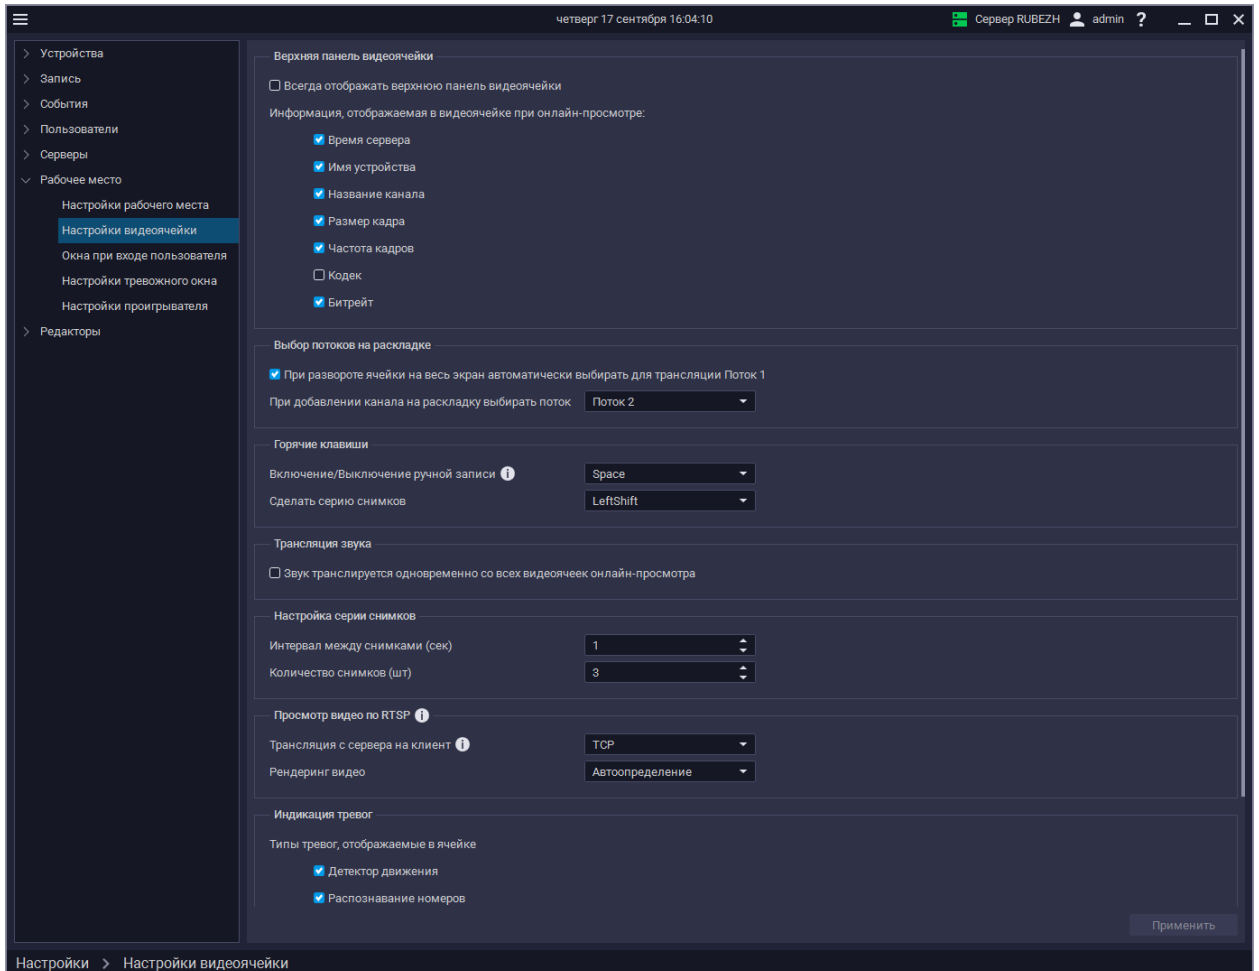 четверг 17 сентября 16:04:10
Сервер RUBEZH admin ?
Устройства
Запись
События
Пользователи
Серверы
Рабочее место
Настройки рабочего места
Настройки видеоячейки
Окна при входе пользователя
Настройки тревожного окна
Настройки проигрывателя
Редакторы
Верхняя панель видеоячейки
Всегда отображать верхнюю панель видеоячейки
Информация, отображаемая в видеоячейке при онлайн-просмотре:
Время сервера
Имя устройства
Название канала
Размер кадра
Частота кадров
Кодек
Битрейт
Выбор потоков на раскладке
При развороте ячейки на весь экран автоматически выбирать для трансляции Поток 1
При добавлении канала на раскладку выбирать поток Поток 2
Горячие клавиши
Включение/Выключение ручной записи Space
Сделать серию снимков LeftShift
Трансляция звука
Звук транслируется одновременно со всех видеоячеек онлайн-просмотра
Настройка серии снимков
Интервал между снимками (сек) 1
Количество снимков (шт) 3
Просмотр видео по RTSP
Трансляция с сервера на клиент TCP
Рендеринг видео Автоопределение
Индикация тревог
Типы тревог, отображаемые в ячейке
Детектор движения
Распознавание номеров
Применить
Настройки > Настройки видеоячейки